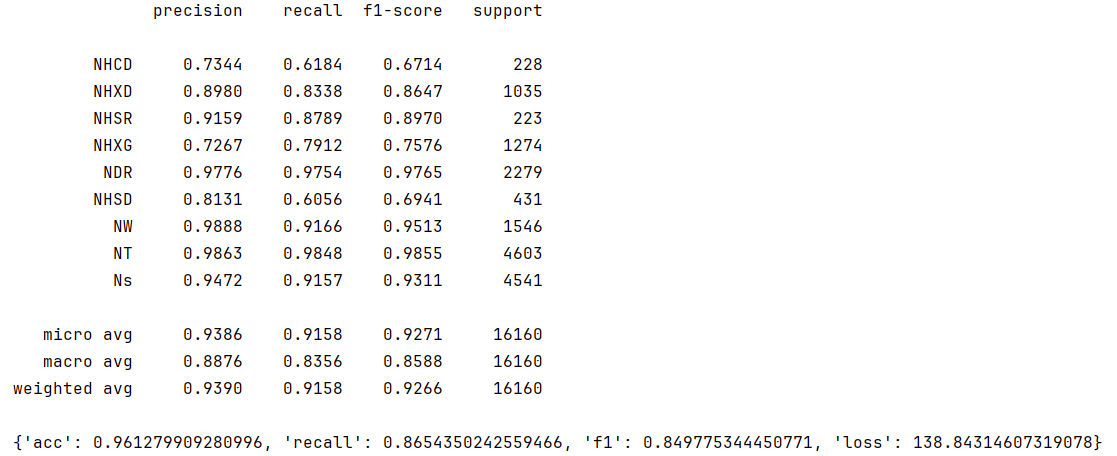 precision recall f1-score support
NHCD 0.7344 0.6184 0.6714 228
NHXD 0.8980 0.8338 0.8647 1035
NHSR 0.9159 0.8789 0.8970 223
NHXG 0.7267 0.7912 0.7576 1274
NDR 0.9776 0.9754 0.9765 2279
NHSD 0.8131 0.6056 0.6941 431
NW 0.9888 0.9166 0.9513 1546
NT 0.9863 0.9848 0.9855 4603
Ns 0.9472 0.9157 0.9311 4541
micro avg 0.9386 0.9158 0.9271 16160
macro avg 0.8876 0.8356 0.8588 16160
weighted avg 0.9390 0.9158 0.9266 16160
{'acc': 0.961279909280996, 'recall': 0.8654350242559466, 'f1': 0.849775344450771, 'loss': 138.84314607319078}